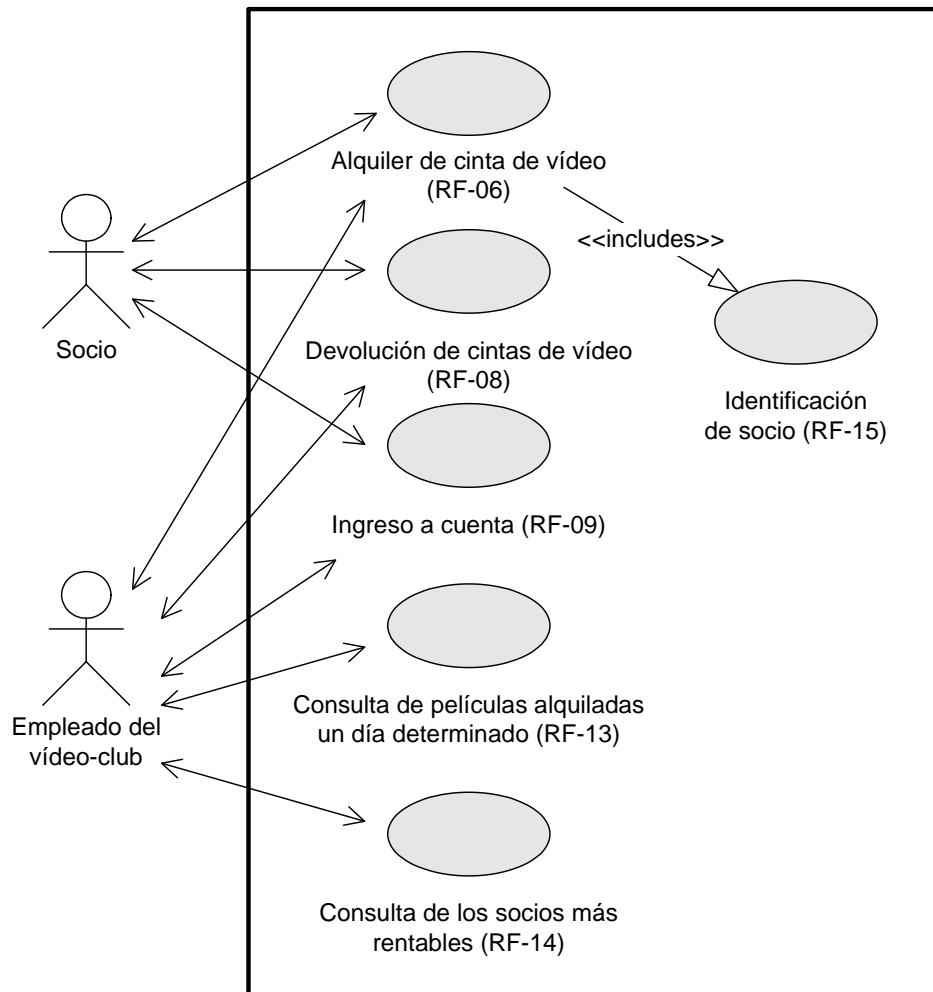 Alquiler de cinta de vídeo
(RF-06)
<<includes>>
Socio
Devolución de cintas de vídeo
(RF-08)
Identificación
de socio (RF-15)
Ingreso a cuenta (RF-09)
Empleado del
vídeo-club
Consulta de películas alquiladas
un día determinado (RF-13)
Consulta de los socios más
rentables (RF-14)